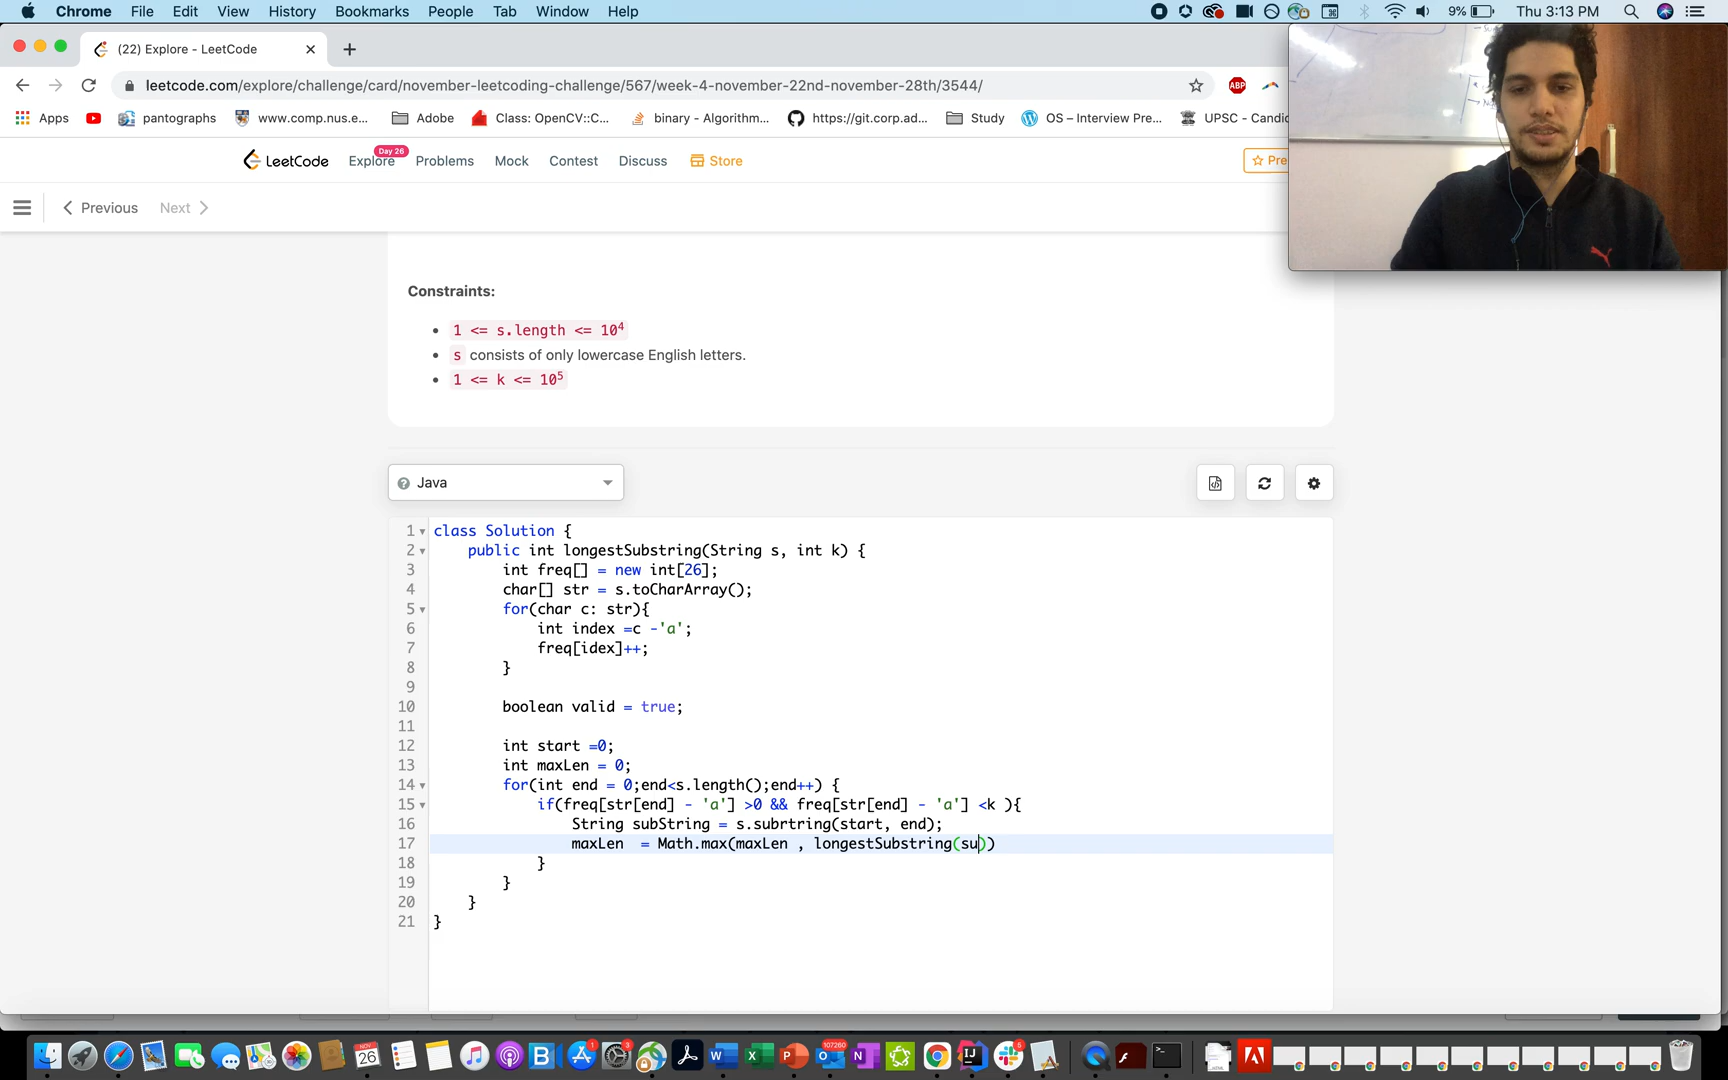 Chrome File Edit View History Bookmarks People Tab Window Help 9% Thu 3:13 PM
(22) Explore - LeetCode
leetcode.com/explore/challenge/card/november-leetcoding-challenge/567/week-4-november-22nd-november-28th/3544/
ABP
Apps pantographs www.comp.nus.e... Adobe Class: OpenCV::C... binary - Algorithm... https://git.corp.ad... Study OS – Interview Pre... UPSC - Candid
Day 26
LeetCode Explore Problems Mock Contest Discuss Store Pre
Previous Next
Constraints:
1 <= s.length <= 10⁴
s consists of only lowercase English letters.
1 <= k <= 10⁵
Java
1 class Solution {
2 public int longestSubstring(String s, int k) {
3 int freq[] = new int[26];
4 char[] str = s.toCharArray();
5 for(char c: str){
6 int index =c -'a';
7 freq[idex]++;
8 }
9
10 boolean valid = true;
11
12 int start =0;
13 int maxLen = 0;
14 for(int end = 0;end<s.length();end++) {
15 if(freq[str[end] - 'a'] >0 && freq[str[end] - 'a'] <k ){
16 String subString = s.subrtring(start, end);
17 maxLen = Math.max(maxLen , longestSubstring(su))
18 }
19 }
20 }
21 }